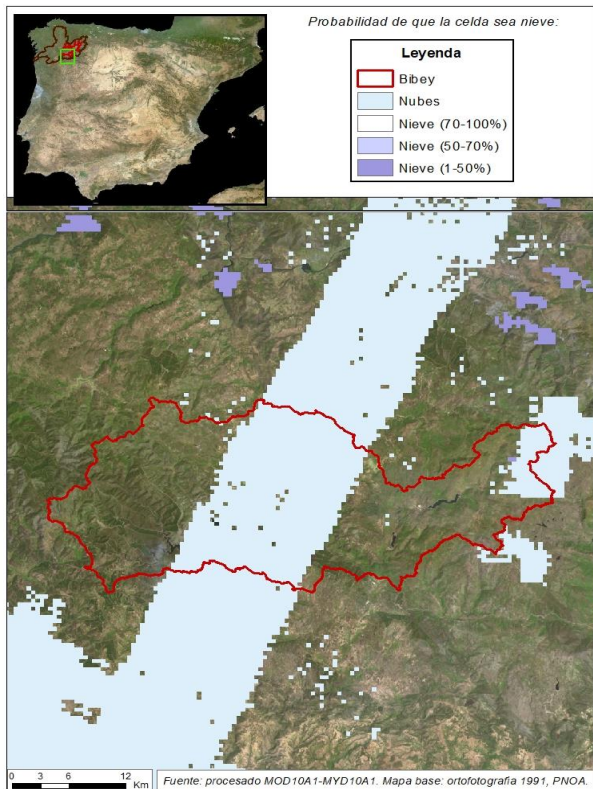 Probabilidad de que la celda sea nieve:
Leyenda
Bibey
Nubes
Nieve (70-100%)
Nieve (50-70%)
Nieve (1-50%)
0 3 6 12
Km
Fuente: procesado MOD10A1-MYD10A1. Mapa base: ortofotografia 1991, PNOA.